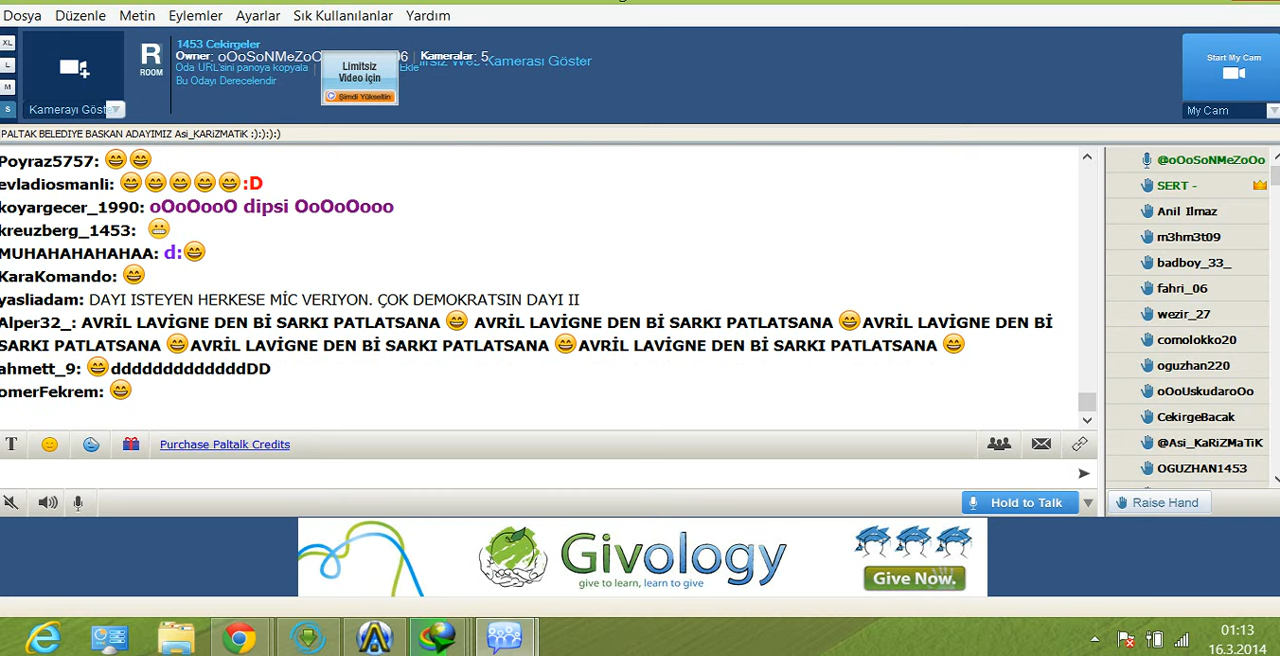 Dosya Düzenle Metin Eylemler Ayarlar Sık Kullanılanlar Yardım
XL
L
M
S
Kamerayı Göst
R
ROOM
1453 Cekirgeler
Owner: oOoSoNMeZoO 06 | Kameralar: 5
Oda URL'sini panoya kopyala | Ekle Web Kamerası Göster
Bu Odayı Derecelendir
Limitsiz
Video için
Şimdi Yükseltin
Start My Cam
My Cam
PALTAK BELEDIYE BASKAN ADAYIMIZ Asi_KARiZMATiK :):):):)
Poyraz5757:
evladiosmanli: :D
koyargecer_1990: oOoOooO dipsi OoOoOooo
kreuzberg_1453:
MUHAHAHAHAHAA: d:
KaraKomando:
yasliadam: DAYI ISTEYEN HERKESE MİC VERIYON. ÇOK DEMOKRATSIN DAYI II
Alper32_: AVRİL LAVİGNE DEN Bİ SARKI PATLATSANA AVRİL LAVİGNE DEN Bİ SARKI PATLATSANA AVRİL LAVİGNE DEN Bİ
SARKI PATLATSANA AVRİL LAVİGNE DEN Bİ SARKI PATLATSANA AVRİL LAVİGNE DEN Bİ SARKI PATLATSANA
ahmett_9: dddddddddddddDD
omerFekrem:
@oOoSoNMeZoOo
SERT -
Anil Ilmaz
m3hm3t09
badboy_33_
fahri_06
wezir_27
comolokko20
oguzhan220
oOoUskudaroOo
CekirgeBacak
@Asi_KaRiZMaTiK
OGUZHAN1453
T Purchase Paltalk Credits
Hold to Talk
Raise Hand
Givology
give to learn, learn to give
Give Now.
01:13
16.3.2014